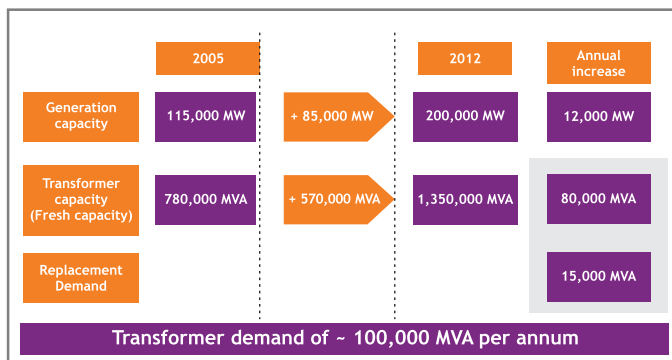 2005
2012
Annual
increase
Generation
capacity
115,000 MW
+ 85,000 MW
200,000 MW
12,000 MW
Transformer
capacity
(Fresh capacity)
780,000 MVA
+ 570,000 MVA
1,350,000 MVA
80,000 MVA
Replacement
Demand
15,000 MVA
Transformer demand of ~ 100,000 MVA per annum